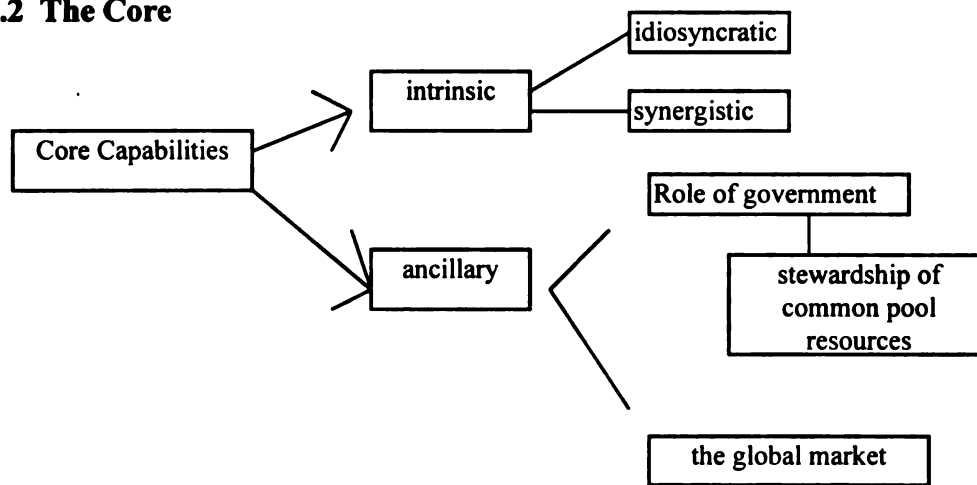 .2 The Core
idiosyncratic
intrinsic
synergistic
Core Capabilities
Role of government
ancillary
stewardship of
common pool
resources
the global market